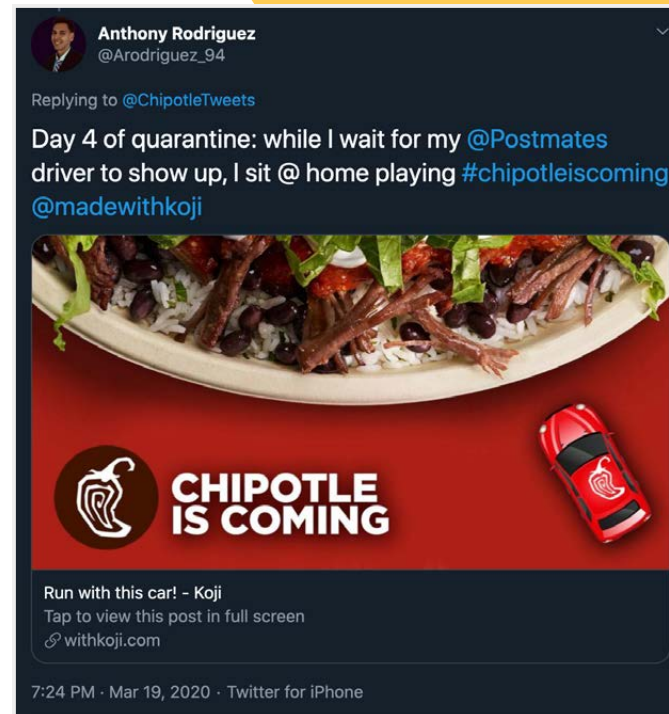 Anthony Rodriguez
@Arodriguez_94
Replying to @ChipotleTweets
Day 4 of quarantine: while I wait for my @Postmates
driver to show up, I sit @ home playing #chipotleiscoming
@madewithkoji
CHIPOTLE
IS COMING
Run with this car! - Koji
Tap to view this post in full screen
withkoji.com
7:24 PM · Mar 19, 2020 · Twitter for iPhone